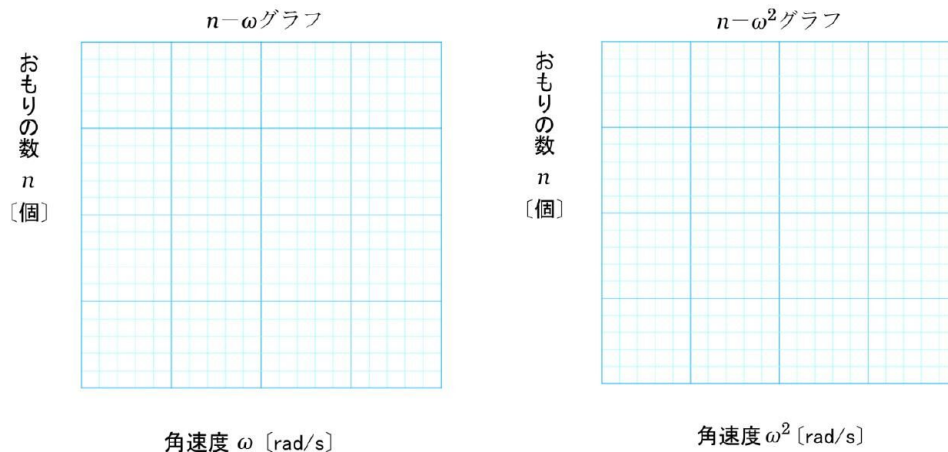 n−ωグラフ
おもりの数 n 〔個〕
角速度 ω 〔rad/s〕
n−ω²グラフ
おもりの数 n 〔個〕
角速度 ω² 〔rad/s〕